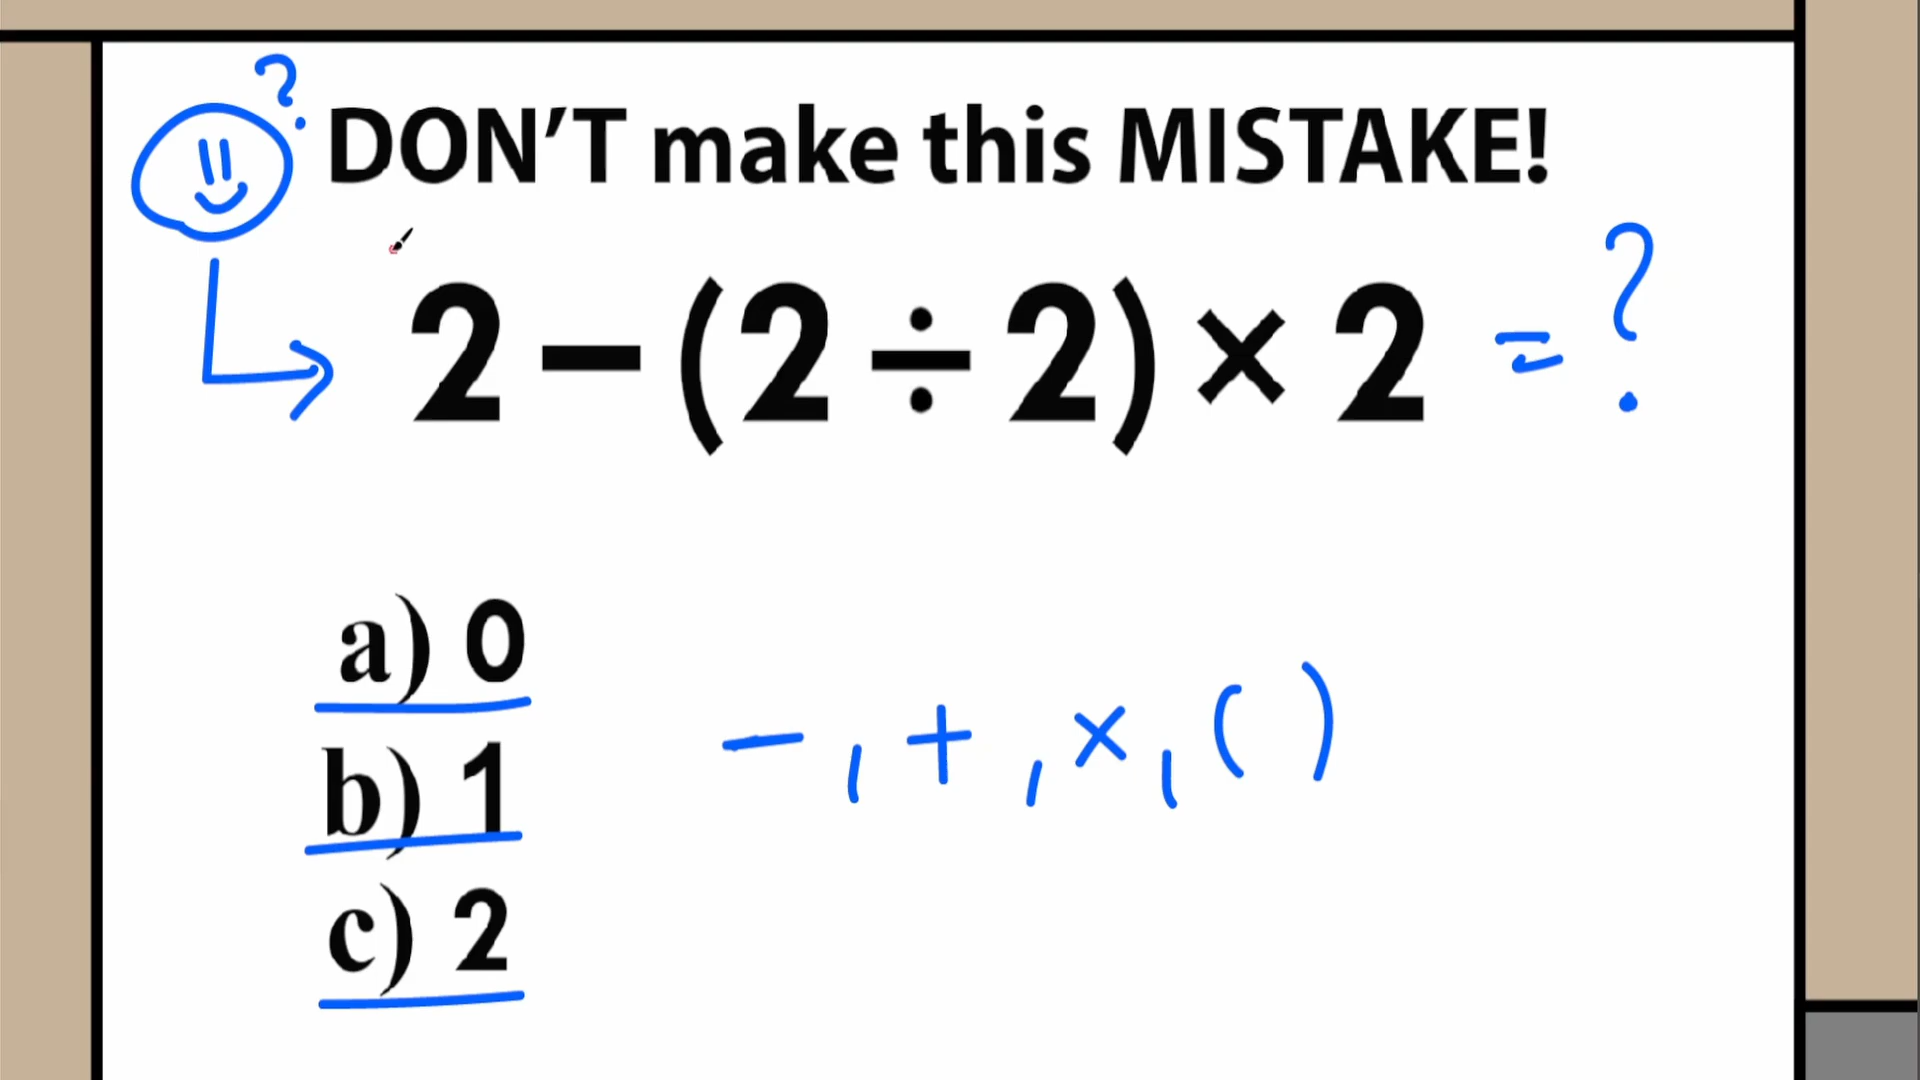 ?
DON'T make this MISTAKE!
2 − (2 ÷ 2) × 2 = ?
a) 0
b) 1
c) 2
− , + , × , ( )